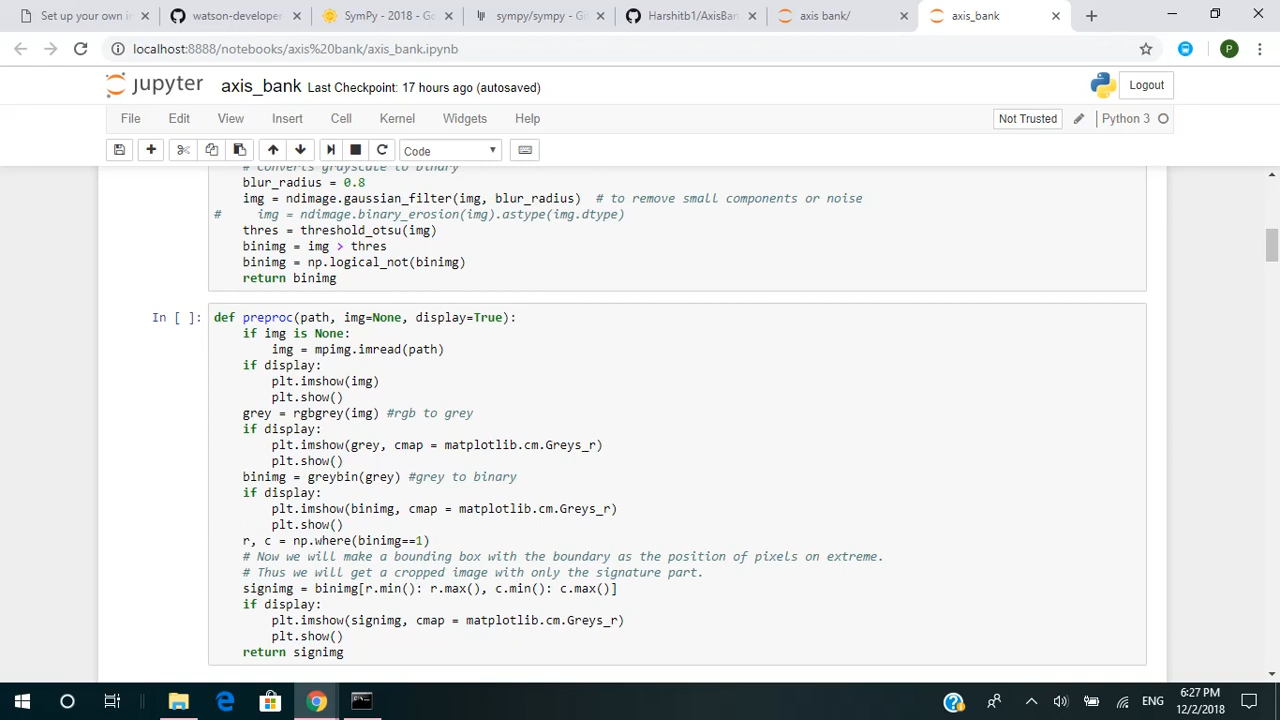 Set up your own in
watson-developer
SymPy - 2018 - Go
sympy/sympy - Gi
Harshitb1/AxisBan
axis bank/
axis_bank
localhost:8888/notebooks/axis%20bank/axis_bank.ipynb
P
jupyter axis_bank Last Checkpoint: 17 hours ago (autosaved)
Logout
File Edit View Insert Cell Kernel Widgets Help
Not Trusted Python 3
Code
# Converts grayscale to binary
blur_radius = 0.8
img = ndimage.gaussian_filter(img, blur_radius)  # to remove small components or noise
#     img = ndimage.binary_erosion(img).astype(img.dtype)
thres = threshold_otsu(img)
binimg = img > thres
binimg = np.logical_not(binimg)
return binimg
In [ ]: def preproc(path, img=None, display=True):
if img is None:
img = mpimg.imread(path)
if display:
plt.imshow(img)
plt.show()
grey = rgbgrey(img) #rgb to grey
if display:
plt.imshow(grey, cmap = matplotlib.cm.Greys_r)
plt.show()
binimg = greybin(grey) #grey to binary
if display:
plt.imshow(binimg, cmap = matplotlib.cm.Greys_r)
plt.show()
r, c = np.where(binimg==1)
# Now we will make a bounding box with the boundary as the position of pixels on extreme.
# Thus we will get a cropped image with only the signature part.
signimg = binimg[r.min(): r.max(), c.min(): c.max()]
if display:
plt.imshow(signimg, cmap = matplotlib.cm.Greys_r)
plt.show()
return signimg
ENG
6:27 PM
12/2/2018